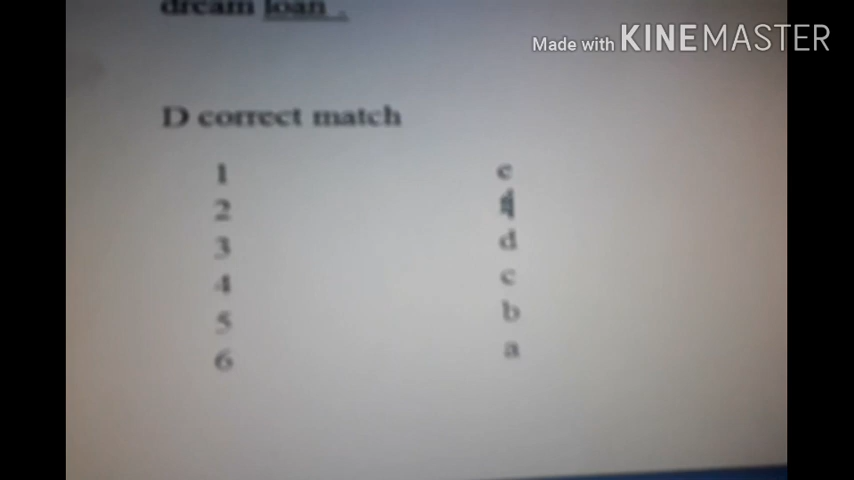 dream loan .
Made with KINEMASTER
D correct match
1 e
2
3 d
4 c
5 b
6 a